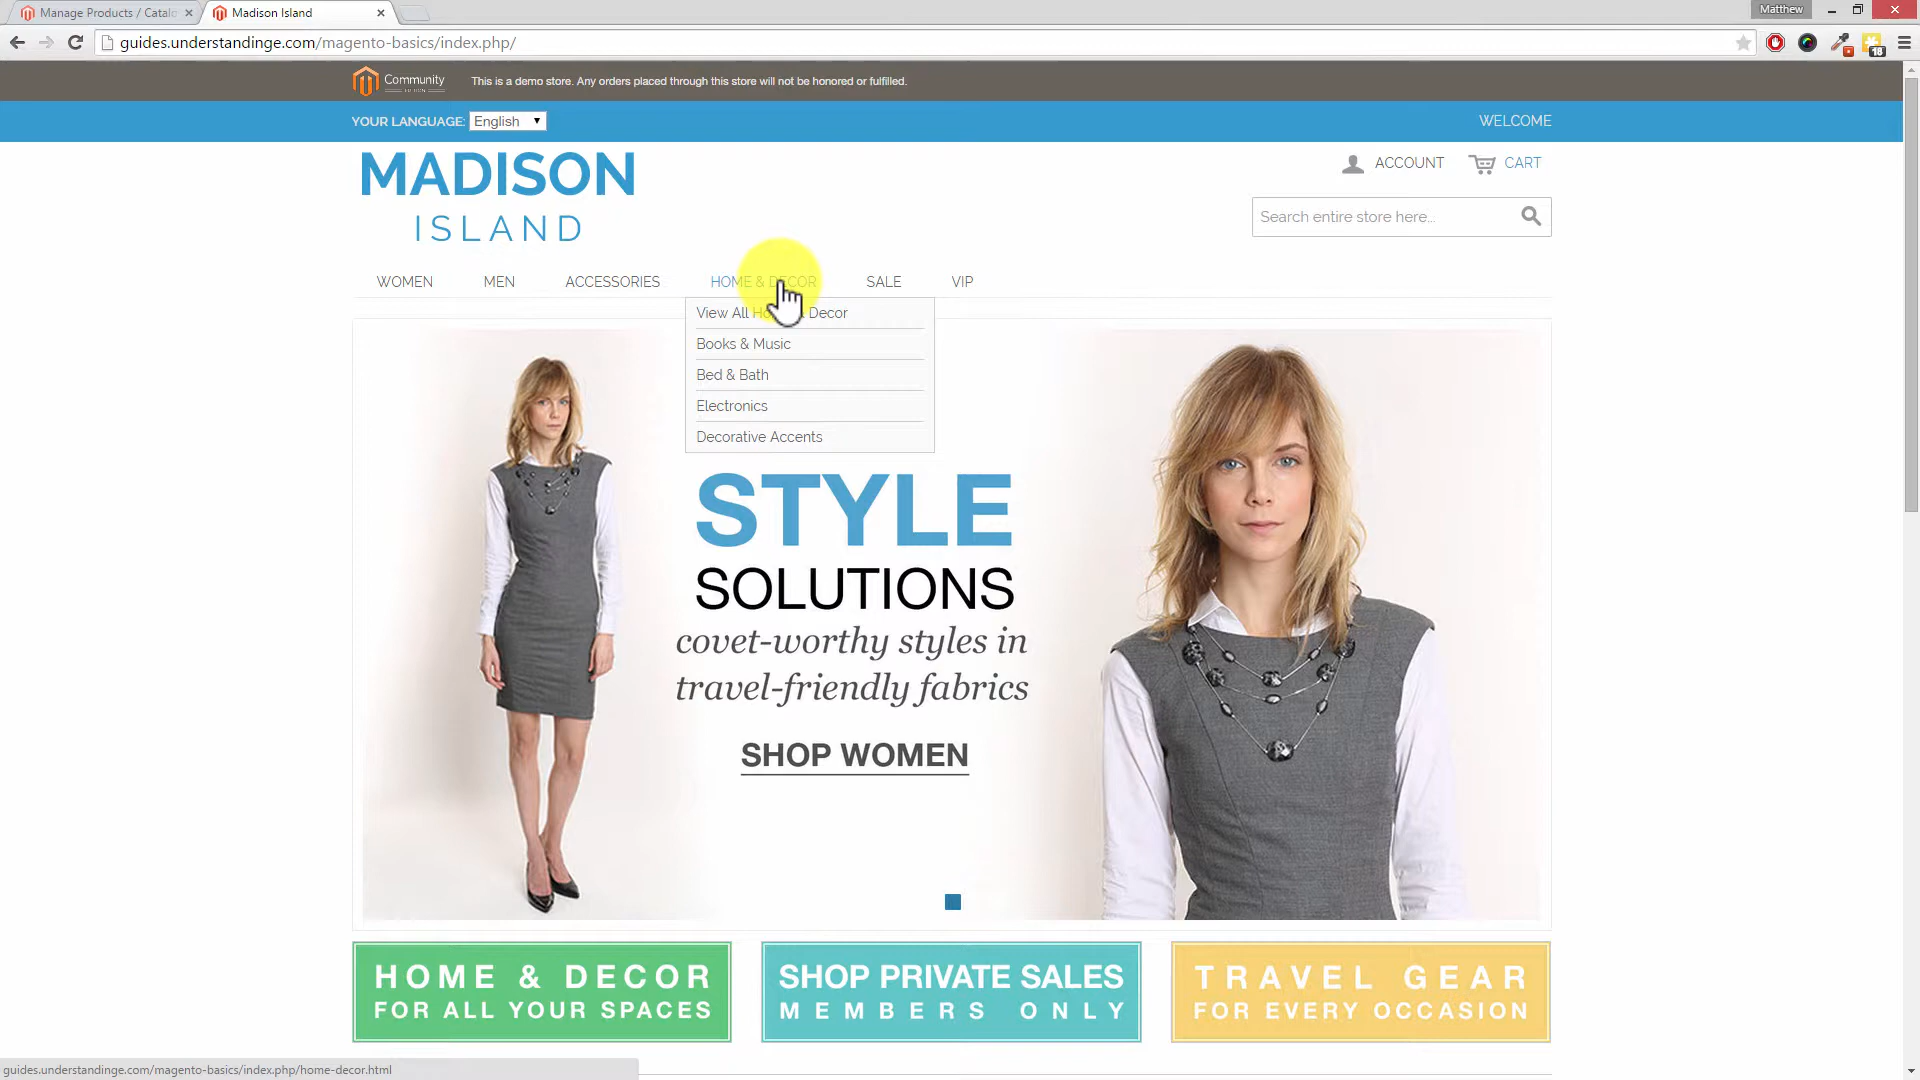 Manage Products / Catalo
Madison Island
Matthew
guides.understandinge.com/magento-basics/index.php/
18
Community
This is a demo store. Any orders placed through this store will not be honored or fulfilled.
YOUR LANGUAGE: English
WELCOME
MADISON
ISLAND
ACCOUNT
CART
Search entire store here...
WOMEN
MEN
ACCESSORIES
HOME & DECOR
SALE
VIP
View All Decor
Books & Music
Bed & Bath
Electronics
Decorative Accents
STYLE
SOLUTIONS
covet-worthy styles in
travel-friendly fabrics
SHOP WOMEN
HOME & DECOR
FOR ALL YOUR SPACES
SHOP PRIVATE SALES
MEMBERS ONLY
TRAVEL GEAR
FOR EVERY OCCASION
guides.understandinge.com/magento-basics/index.php/home-decor.html